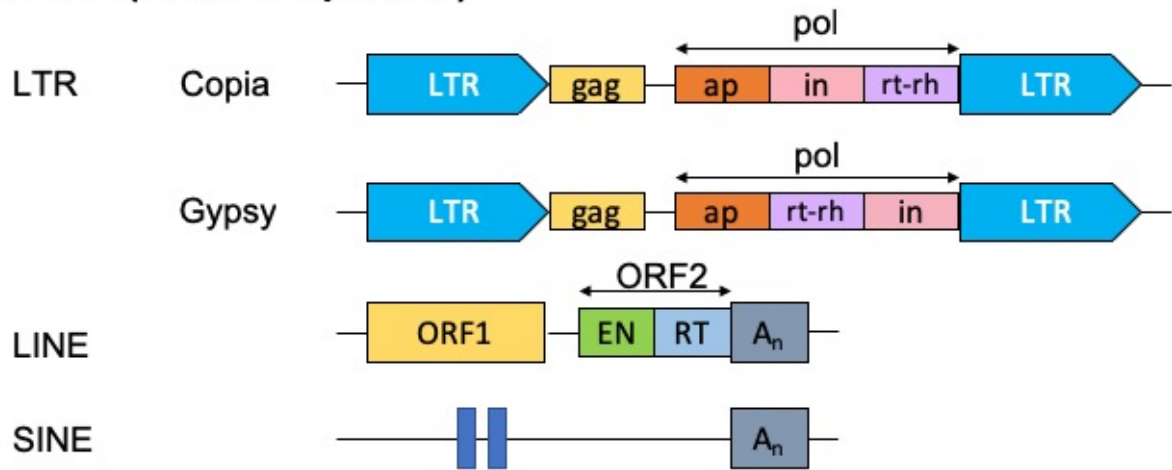 pol
LTR Copia LTR gag ap in rt-rh LTR
pol
Gypsy LTR gag ap rt-rh in LTR
ORF2
LINE ORF1 EN RT An
SINE An